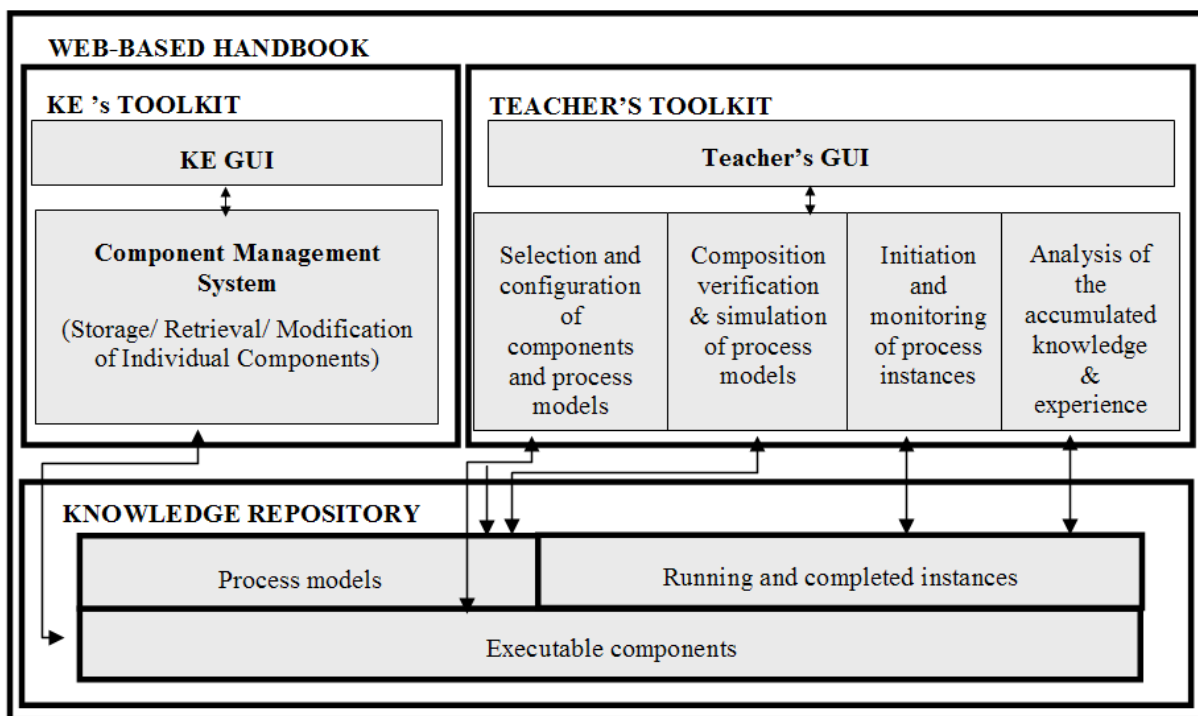 WEB-BASED HANDBOOK
KE 's TOOLKIT
KE GUI
Component Management
System
(Storage/ Retrieval/ Modification
of Individual Components)
TEACHER'S TOOLKIT
Teacher's GUI
Selection and
configuration
of
components
and process
models
Composition
verification
& simulation
of process
models
Initiation
and
monitoring
of process
instances
Analysis of
the
accumulated
knowledge
&
experience
KNOWLEDGE REPOSITORY
Process models
Running and completed instances
Executable components